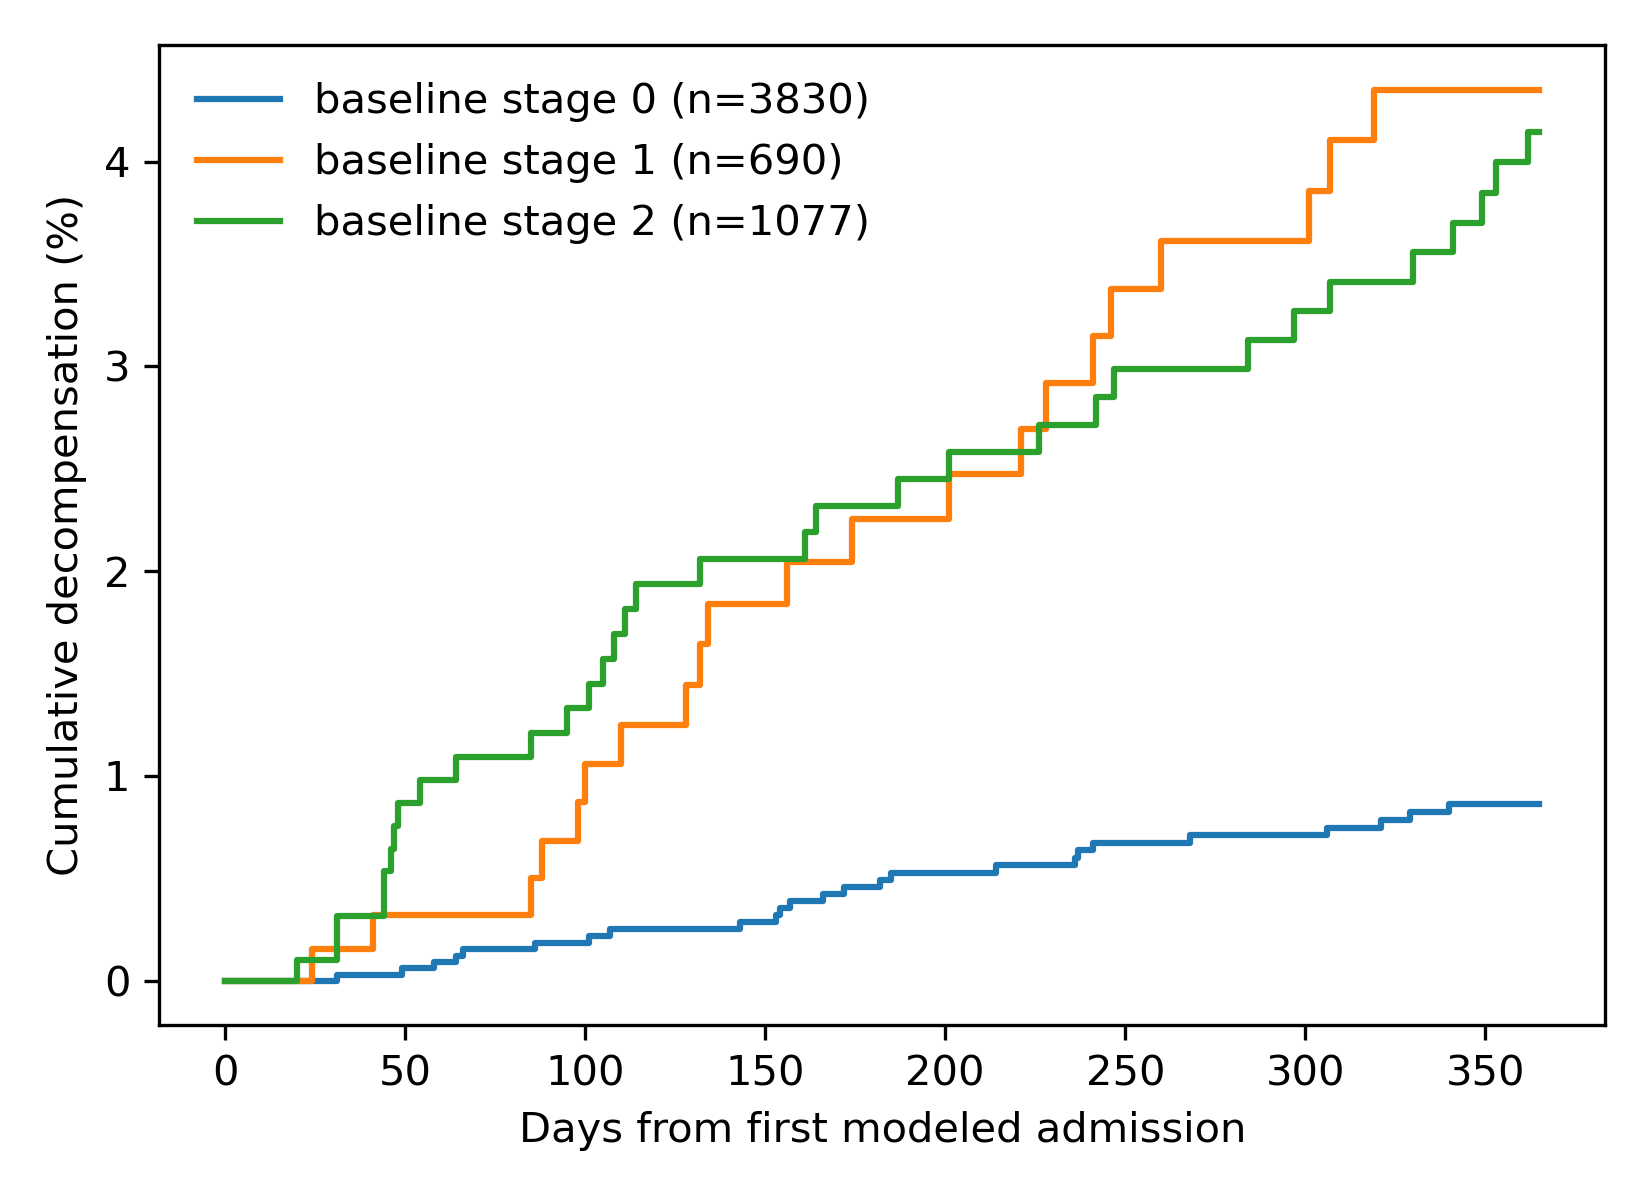 baseline stage 0 (n=3830)
baseline stage 1 (n=690)
baseline stage 2 (n=1077)
Cumulative decompensation (%)
4
3
2
1
0
0 50 100 150 200 250 300 350
Days from first modeled admission